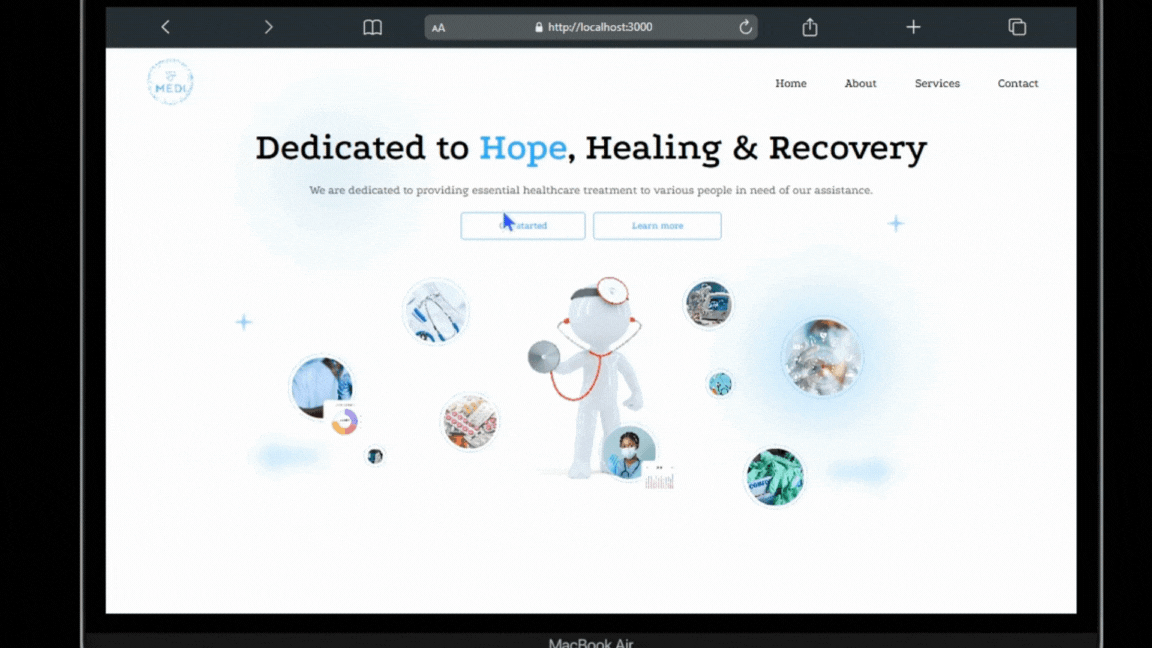 AA
http://localhost:3000
MEDI
Home
About
Services
Contact
Dedicated to Hope, Healing & Recovery
We are dedicated to providing essential healthcare treatment to various people in need of our assistance.
started
Learn more
MacBook Air